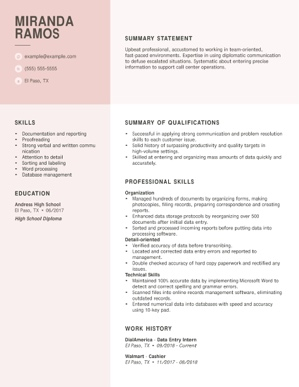 MIRANDA
RAMOS
example@example.com
(555) 555-5555
El Paso, TX.
SUMMARY STATEMENT
Upbeat professional, accustomed to working in team-oriented,
fast-paced environments. Expertise in using diplomatic communication
to defuse escalated situations. Systematic about emerging precise
information to support call center operations.
SKILLS
• Documentation and reporting
• Proofreading
• Strong verbal and written commu
nication
• Attention to detail
• Sorting and labeling
• Word processing
• Database management
EDUCATION
Andress High School
El Paso, TX • 06/2017
High School Diploma
SUMMARY OF QUALIFICATIONS
• Successful in applying strong communication and problem resolution
skills to each customer issue.
• Solid history of surpassing productivity and quality targets in
high-volume settings.
• Skilled at entering and organizing mass amounts of data quickly and
accurately.
PROFESSIONAL SKILLS
Organization
• Managed hundreds of documents by organizing forms, making
photocopies, filing records, preparing correspondence and creating
reports.
• Enhanced data storage protocols by reorganizing over 500
documents after initial data entry.
• Sorted and processed incoming reports before putting data into
processing software.
Detail-oriented
• Verified accuracy of data before transcribing.
• Located and corrected data entry errors and reported to
management.
• Double checked accuracy of hard copy paperwork and rectified any
issues.
Technical Skills
• Maintained 100% accurate data by implementing Microsoft Word to
detect and correct spelling and grammar errors.
• Scanned files into online records management software, eliminating
outdated records.
• Entered numerical data into databases with speed and accuracy
using 10 key pad.
WORK HISTORY
DialAmerica - Data Entry Intern
El Paso, TX • 09/2018 - Current
Walmart - Cashier
El Paso, TX • 11/2017 - 08/2018